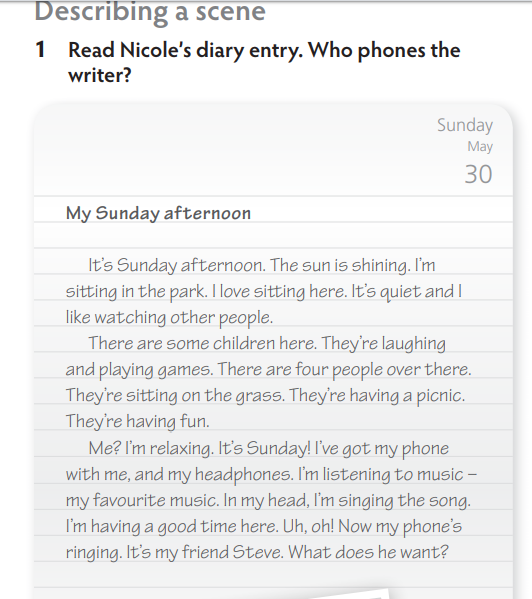 Describing a scene
1 Read Nicole's diary entry. Who phones the
writer?
Sunday
May
30
My Sunday afternoon
It's Sunday afternoon. The sun is shining. I'm
sitting in the park. I love sitting here. It's quiet and I
like watching other people.
There are some children here. They're laughing
and playing games. There are four people over there.
They're sitting on the grass. They're having a picnic.
They're having fun.
Me? I'm relaxing. It's Sunday! I've got my phone
with me, and my headphones. I'm listening to music –
my favourite music. In my head, I'm singing the song.
I'm having a good time here. Uh, oh! Now my phone's
ringing. It's my friend Steve. What does he want?